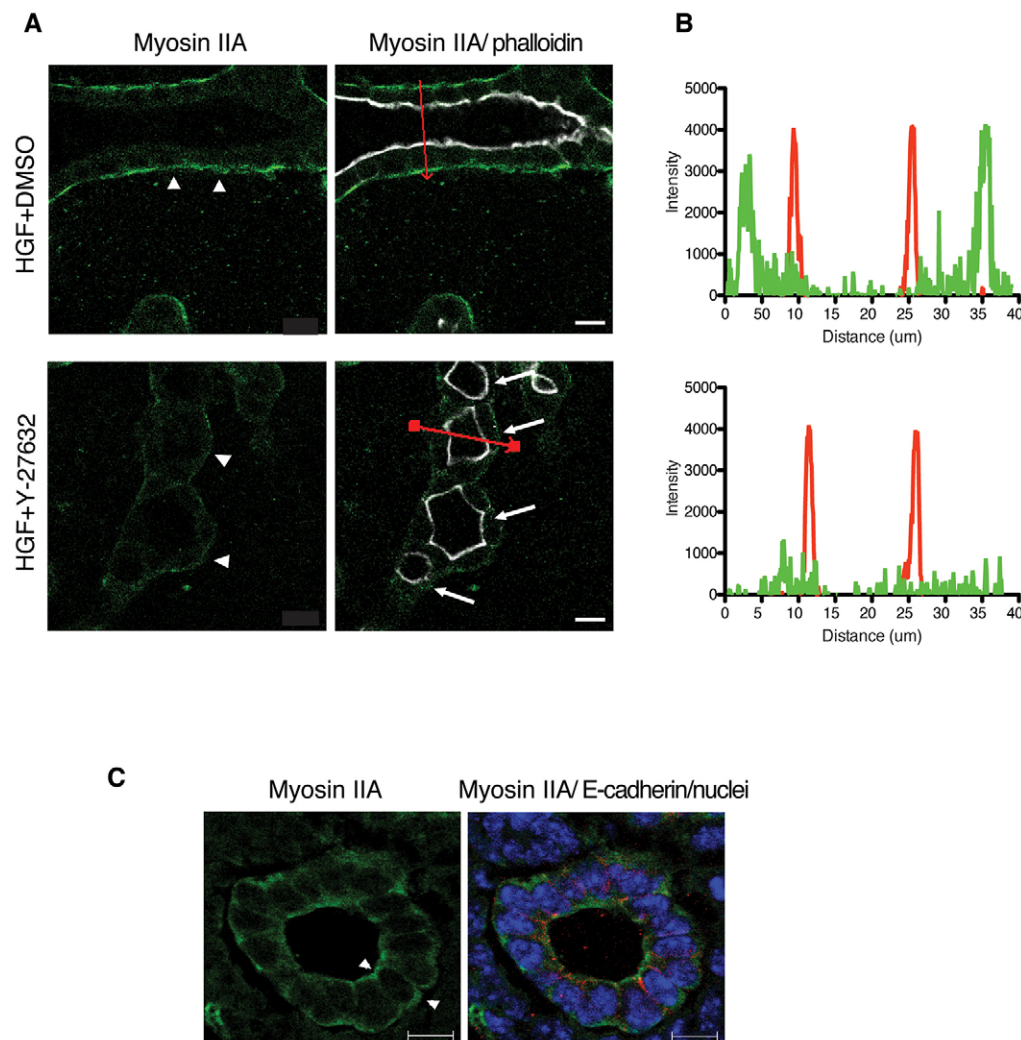 A
B
Myosin IIA
Myosin IIA/ phalloidin
HGF+DMSO
5000
4000
3000
2000
1000
0
Intensity
0 50 10 15 20 25 30 35 40
Distance (um)
HGF+Y-27632
5000
4000
3000
2000
1000
0
Intensity
0 5 10 15 20 25 30 35 40
Distance (um)
C
Myosin IIA
Myosin IIA/ E-cadherin/nuclei